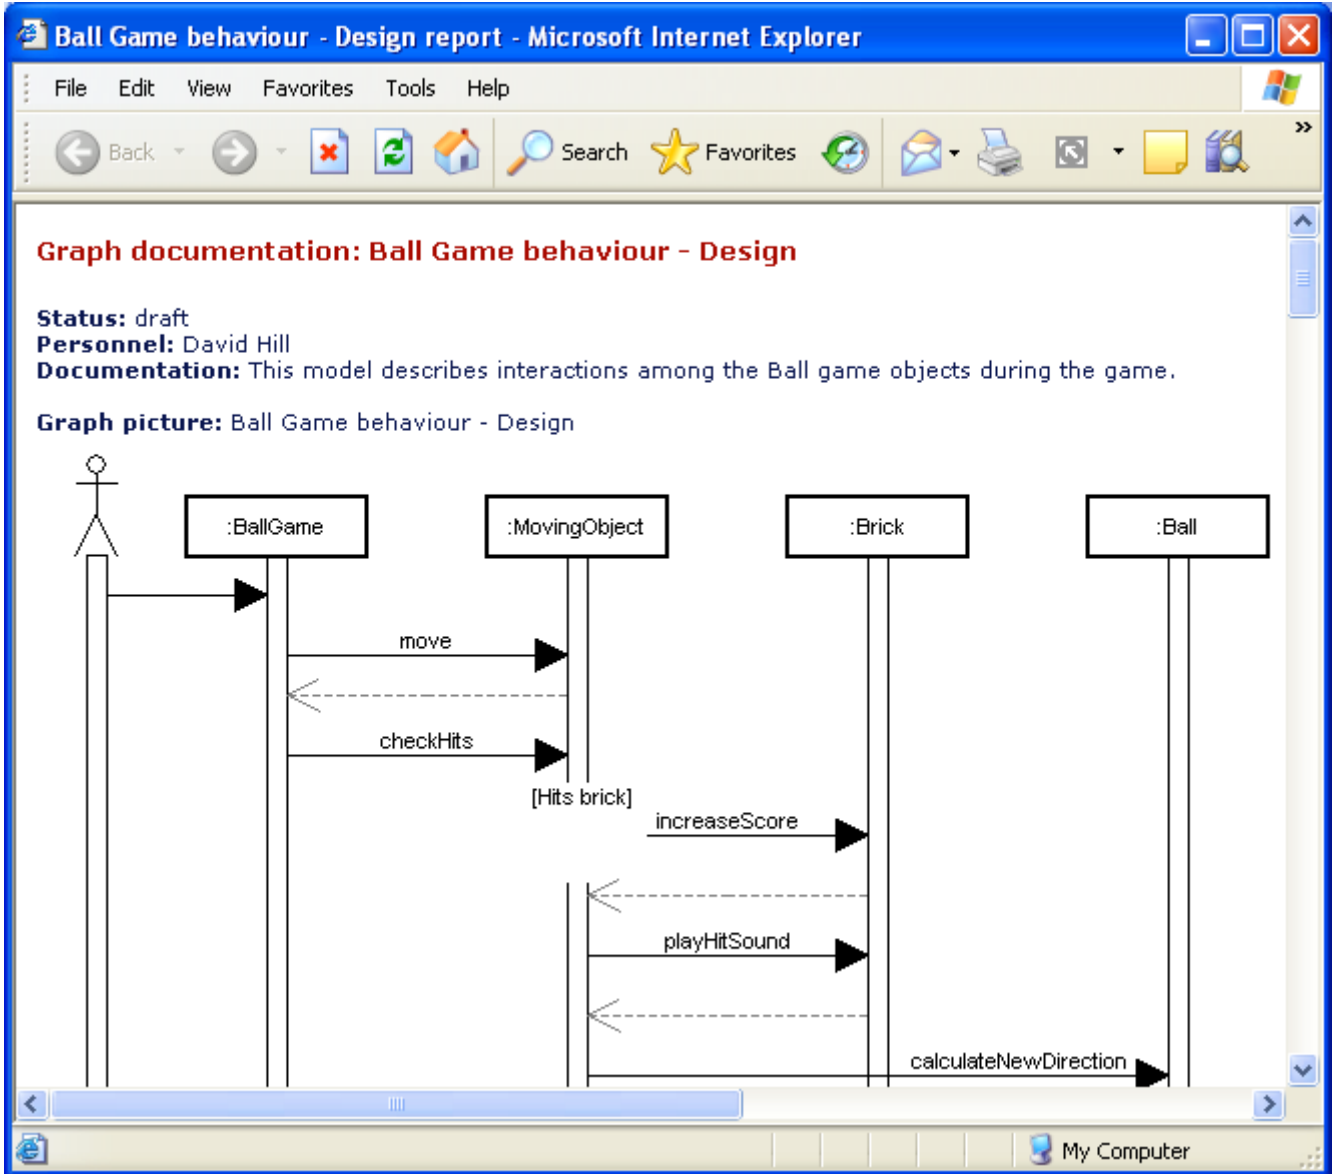 Ball Game behaviour - Design report - Microsoft Internet Explorer
File Edit View Favorites Tools Help
Back Search Favorites »
Graph documentation: Ball Game behaviour - Design
Status: draft
Personnel: David Hill
Documentation: This model describes interactions among the Ball game objects during the game.
Graph picture: Ball Game behaviour - Design
:BallGame :MovingObject :Brick :Ball
move
checkHits
[Hits brick]
increaseScore
playHitSound
calculateNewDirection
My Computer